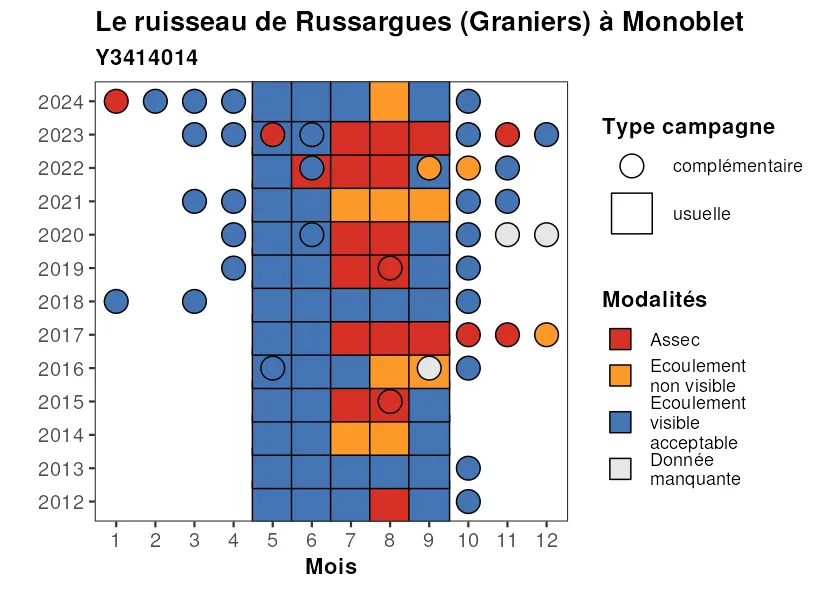 Le ruisseau de Russargues (Graniers) à Monoblet
Y3414014
2024
2023
2022
2021
2020
2019
2018
2017
2016
2015
2014
2013
2012
1 2 3 4 5 6 7 8 9 10 11 12
Mois
Type campagne
complémentaire
usuelle
Modalités
Assec
Ecoulement
non visible
Ecoulement
visible
acceptable
Donnée
manquante